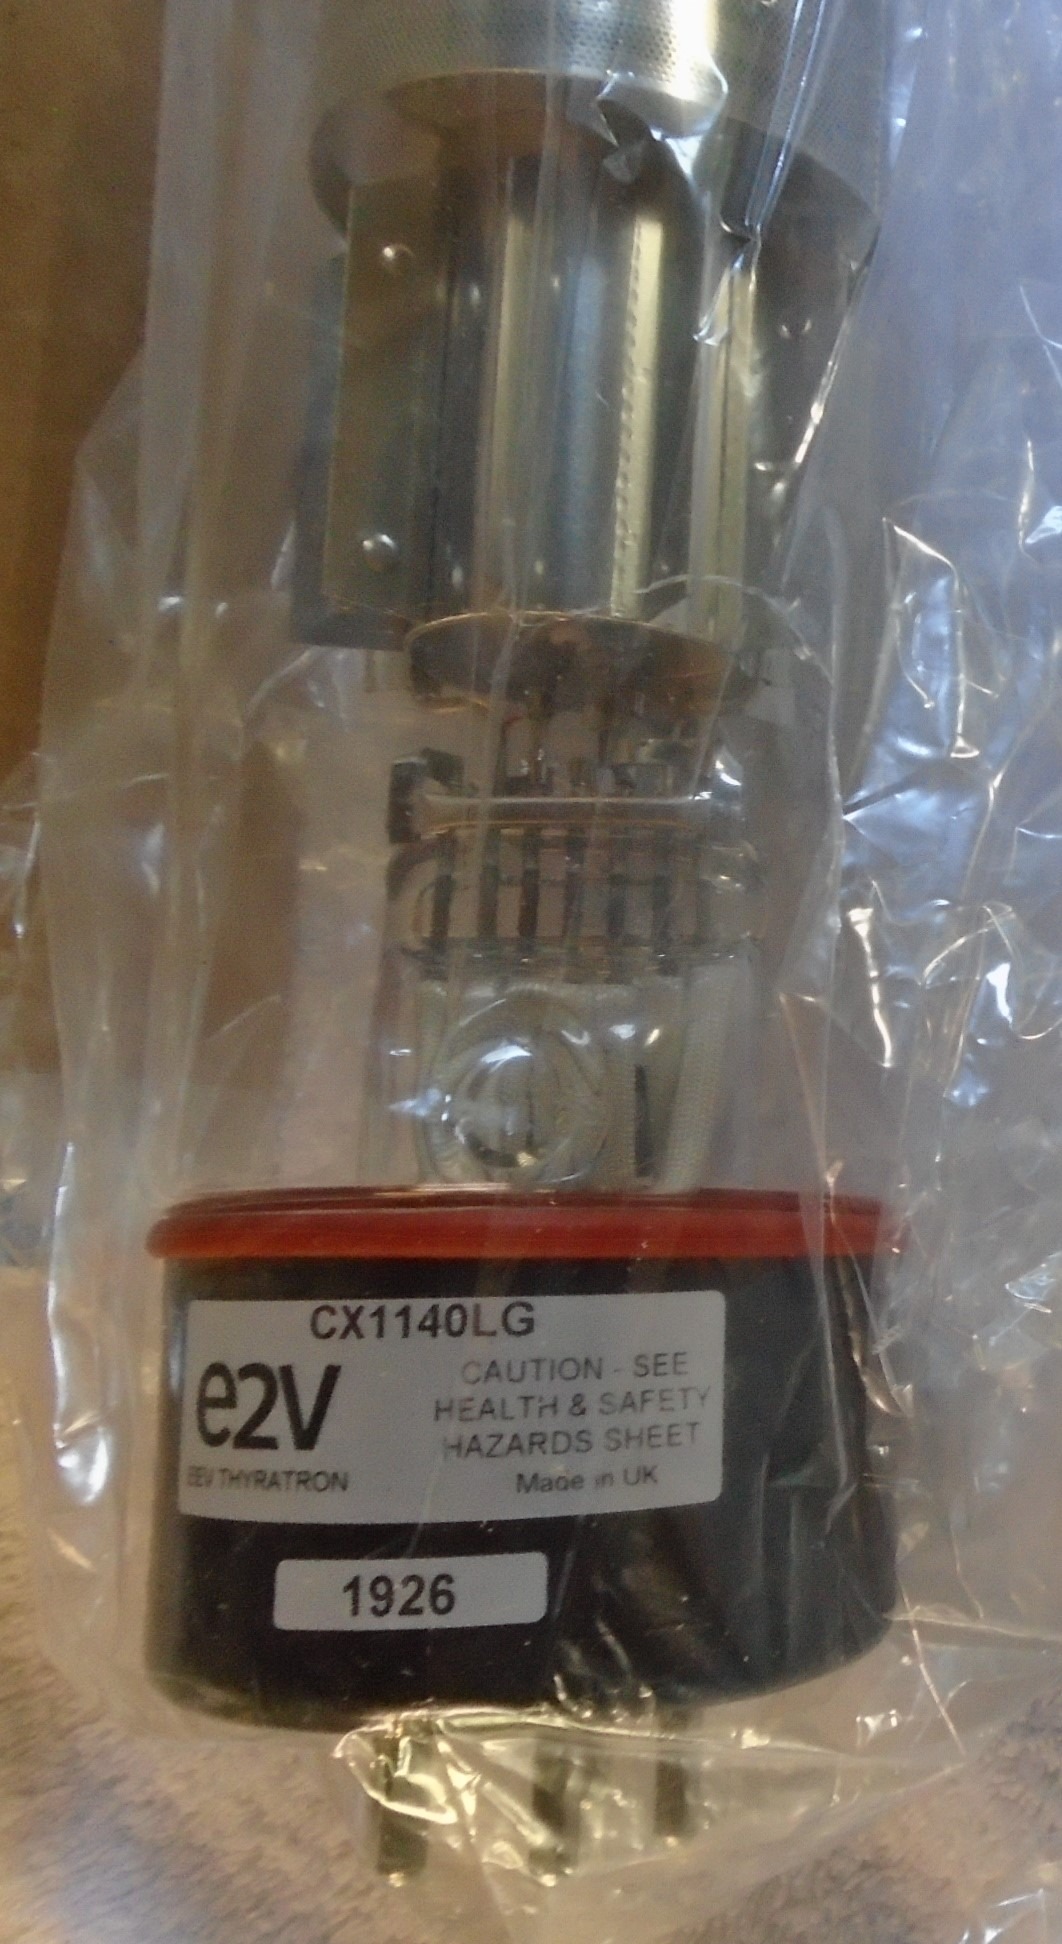 CX1140LG
e2V
CAUTION - SEE
HEALTH & SAFETY
HAZARDS SHEET
EEV THYRATRON
Made in UK
1926